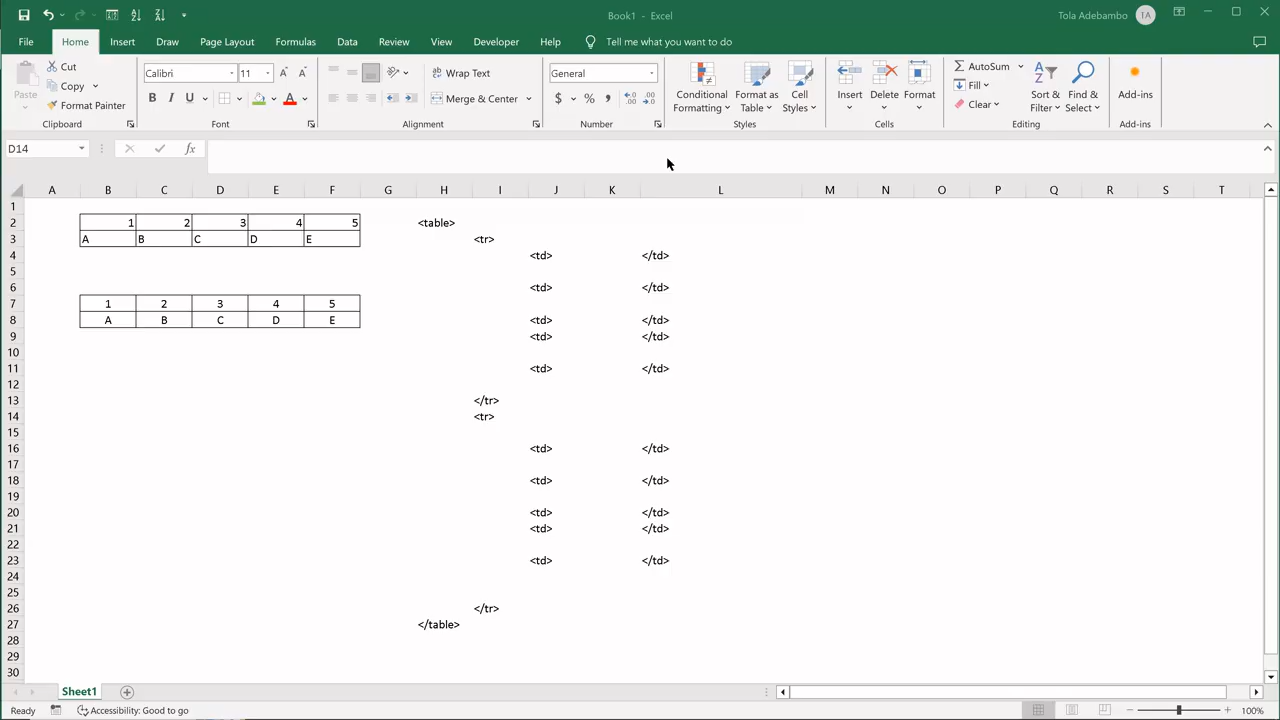 Book1 - Excel
Tola Adebambo TA
File Home Insert Draw Page Layout Formulas Data Review View Developer Help Tell me what you want to do
Paste
Cut
Copy
Format Painter
Clipboard
Calibri 11 A A
B I U A
Font
ab
Wrap Text
Merge & Center
Alignment
General
$ % ,
Number
Conditional
Formatting
Format as
Table
Cell
Styles
Styles
Insert Delete Format
Cells
AutoSum
Fill
Clear
Sort &
Filter
Find &
Select
Editing
Add-ins
Add-ins
D14 fx
A B C D E F G H I J K L M N O P Q R S T
1
2 1 2 3 4 5 <table>
3 A B C D E <tr>
4 <td> </td>
5
6 <td> </td>
7 1 2 3 4 5
8 A B C D E <td> </td>
9 <td> </td>
10
11 <td> </td>
12
13 </tr>
14 <tr>
15
16 <td> </td>
17
18 <td> </td>
19
20 <td> </td>
21 <td> </td>
22
23 <td> </td>
24
25
26 </tr>
27 </table>
28
29
30
Sheet1
Ready Accessibility: Good to go 100%